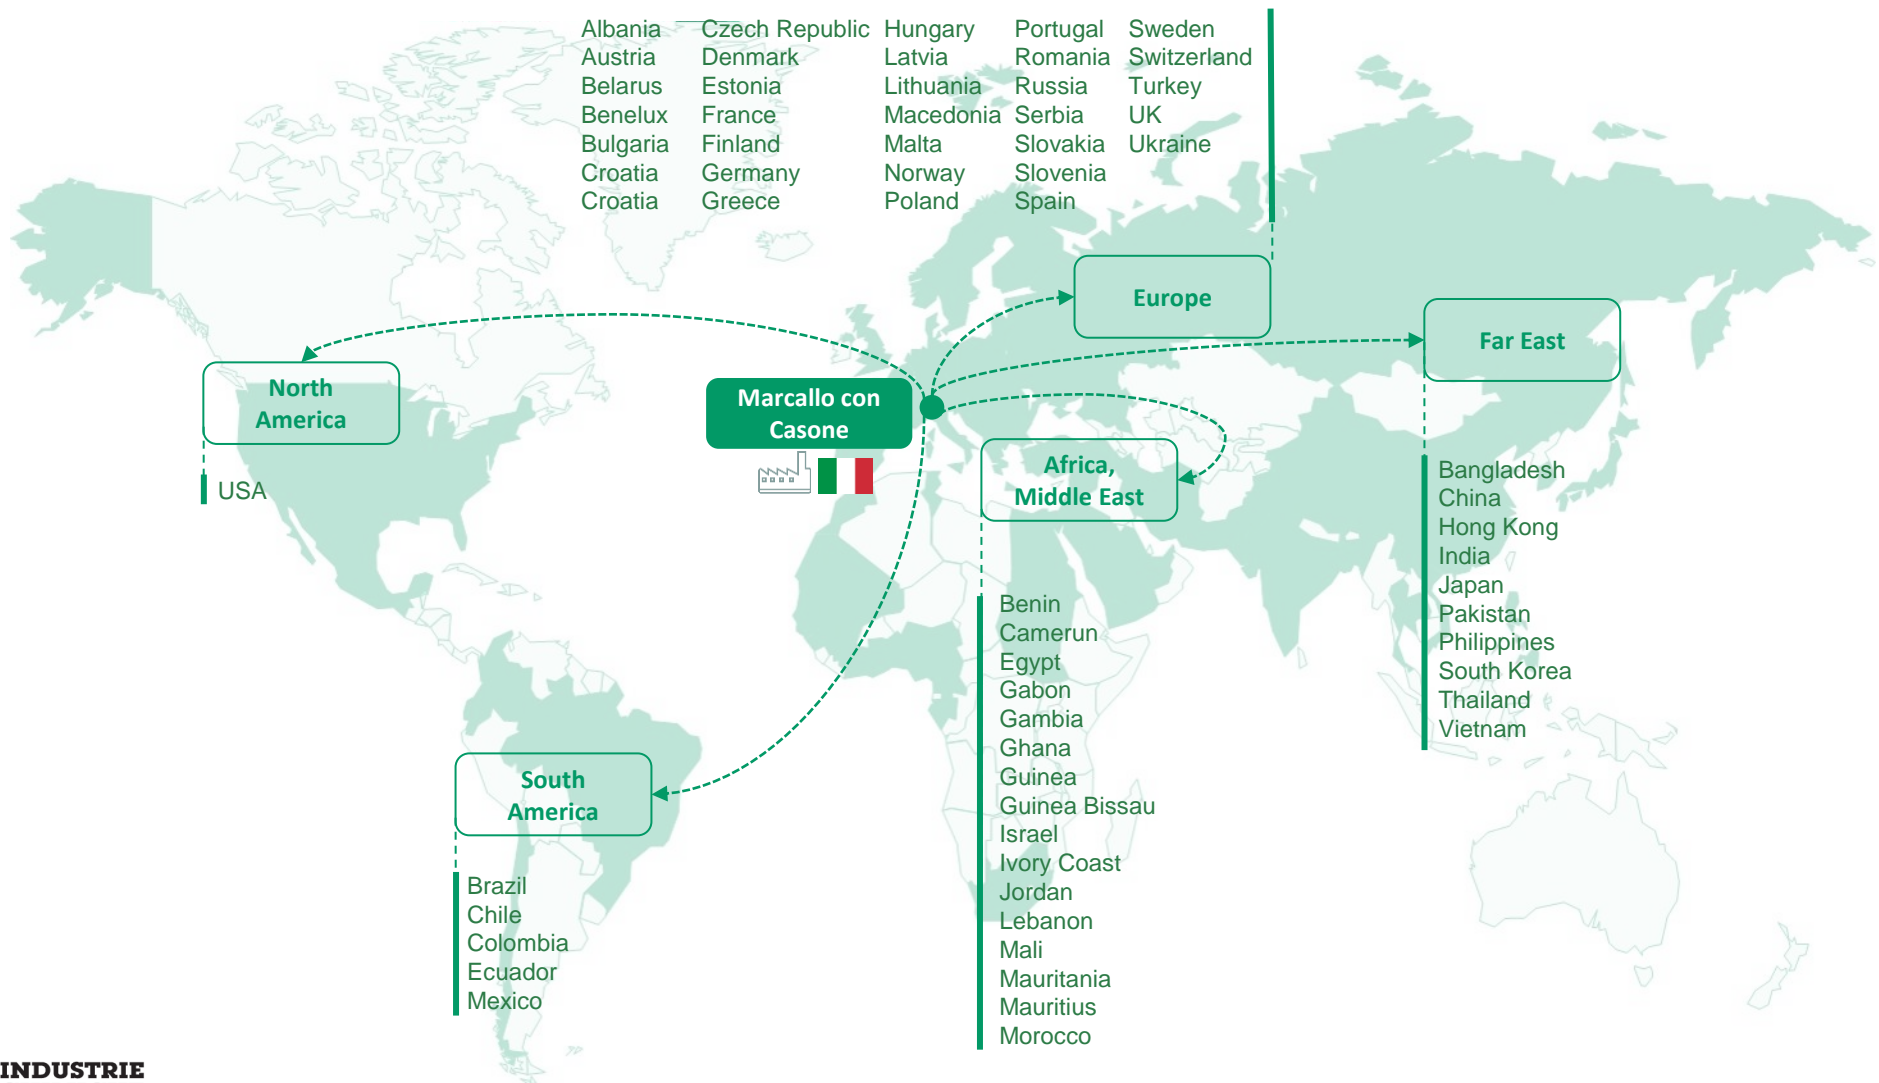 Albania Czech Republic Hungary Portugal Sweden
Austria Denmark Latvia Romania Switzerland
Belarus Estonia Lithuania Russia Turkey
Benelux France Macedonia Serbia UK
Bulgaria Finland Malta Slovakia Ukraine
Croatia Germany Norway Slovenia
Croatia Greece Poland Spain
Europe
Far East
North
America
USA
Marcallo con
Casone
Africa,
Middle East
Bangladesh
China
Hong Kong
India
Japan
Pakistan
Philippines
South Korea
Thailand
Vietnam
Benin
Camerun
Egypt
Gabon
Gambia
Ghana
Guinea
Guinea Bissau
Israel
Ivory Coast
Jordan
Lebanon
Mali
Mauritania
Mauritius
Morocco
South
America
Brazil
Chile
Colombia
Ecuador
Mexico
INDUSTRIE